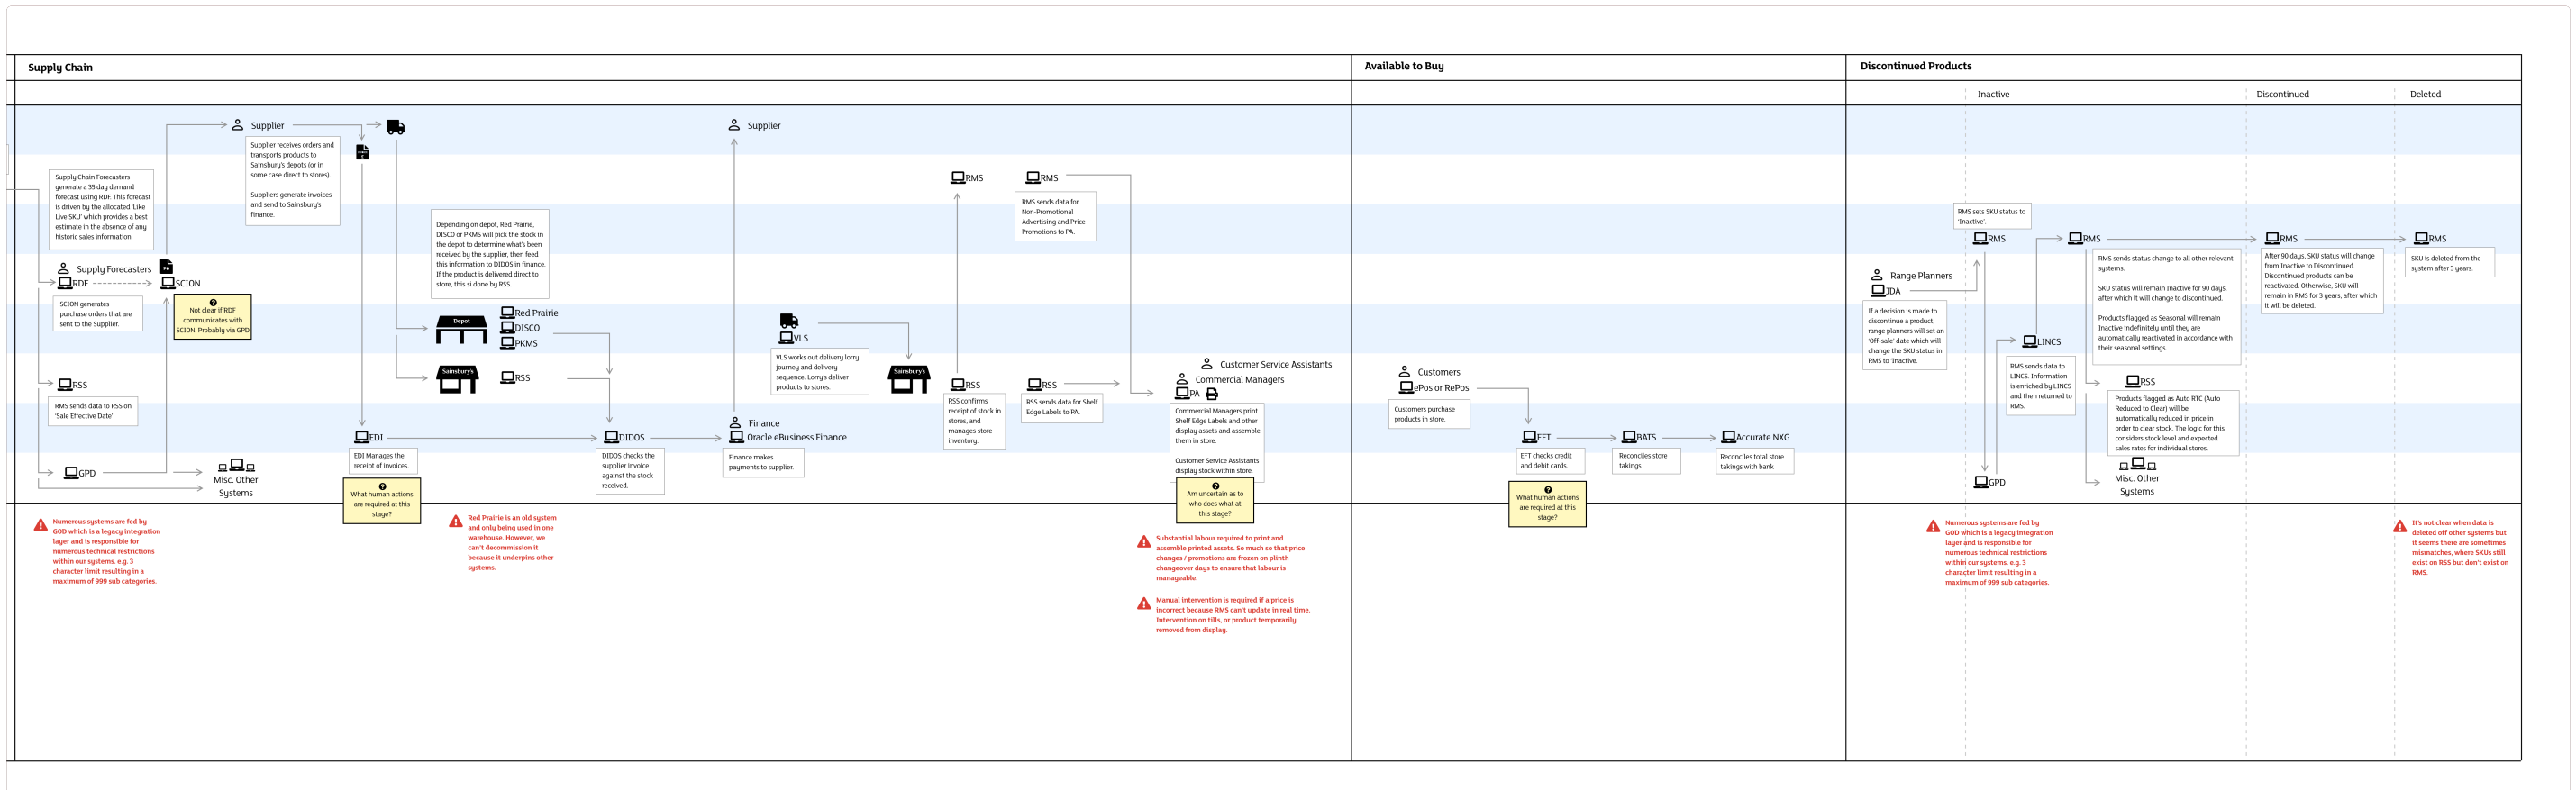 Supply Chain
Available to Buy
Discontinued Products
Inactive
Discontinued
Deleted
Supplier
Supplier receives orders and
transports products to
Sainsbury's depots (or in
some case direct to stores).
Suppliers generate invoices
and send to Sainsbury's
finance.
Supply Chain Forecasters
generate a 35 day demand
forecast using RDF. This forecast
is driven by the allocated 'Like
Live SKU' which provides a best
estimate in the absence of any
historic sales information.
Supply Forecasters
RDF
SCION
SCION generates
purchase orders that are
sent to the Supplier.
Not clear if RDF
communicates with
SCION. Probably via GPD
RSS
RMS sends data to RSS on
'Sale Effective Date'
GPD
Misc. Other
Systems
Depending on depot, Red Prairie,
DISCO or PKMS will pick the stock in
the depot to determine what's been
received by the supplier, then feed
this information to DIDOS in finance.
If the product is delivered direct to
store, this si done by RSS.
Depot
Red Prairie
DISCO
PKMS
Sainsbury's
RSS
EDI
EDI Manages the
receipt of invoices.
What human actions
are required at this
stage?
DIDOS
DIDOS checks the
supplier invoice
against the stock
received.
Supplier
Finance
Oracle eBusiness Finance
Finance makes
payments to supplier.
VLS
VLS works out delivery lorry
journey and delivery
sequence. Lorry's deliver
products to stores.
Sainsbury's
RMS
RSS
RSS confirms
receipt of stock in
stores, and
manages store
inventory.
RMS
RMS sends data for
Non-Promotional
Advertising and Price
Promotions to PA.
RSS
RSS sends data for Shelf
Edge Labels to PA.
Customer Service Assistants
Commercial Managers
PA
Commercial Managers print
Shelf Edge Labels and other
display assets and assemble
them in store.
Customer Service Assistants
display stock within store.
Am uncertain as to
who does what at
this stage?
Customers
ePos or RePos
Customers purchase
products in store.
EFT
EFT checks credit
and debit cards.
What human actions
are required at this
stage?
BATS
Reconciles store
takings
Accurate NXG
Reconciles total store
takings with bank
Range Planners
JDA
If a decision is made to
discontinue a product,
range planners will set an
'Off-sale' date which will
change the SKU status in
RMS to 'Inactive.
RMS sets SKU status to
'Inactive'.
RMS
GPD
LINCS
RMS sends data to
LINCS. Information
is enriched by LINCS
and then returned to
RMS.
RMS
RMS sends status change to all other relevant
systems.
SKU status will remain Inactive for 90 days,
after which it will change to discontinued.
Products flagged as Seasonal will remain
Inactive indefinitely until they are
automatically reactivated in accordance with
their seasonal settings.
RSS
Products flagged as Auto RTC (Auto
Reduced to Clear) will be
automatically reduced in price in
order to clear stock. The logic for this
considers stock level and expected
sales rates for individual stores.
Misc. Other
Systems
RMS
After 90 days, SKU status will change
from Inactive to Discontinued.
Discontinued products can be
reactivated. Otherwise, SKU will
remain in RMS for 3 years, after which
it will be deleted.
RMS
SKU is deleted from the
system after 3 years.
Numerous systems are fed by
GOD which is a legacy integration
layer and is responsible for
numerous technical restrictions
within our systems. e.g. 3
character limit resulting in a
maximum of 999 sub categories.
Red Prairie is an old system
and only being used in one
warehouse. However, we
can't decommission it
because it underpins other
systems.
Substantial labour required to print and
assemble printed assets. So much so that price
changes / promotions are frozen on plinth
changeover days to ensure that labour is
manageable.
Manual intervention is required if a price is
incorrect because RMS can't update in real time.
Intervention on tills, or product temporarily
removed from display.
Numerous systems are fed by
GOD which is a legacy integration
layer and is responsible for
numerous technical restrictions
within our systems. e.g. 3
character limit resulting in a
maximum of 999 sub categories.
It's not clear when data is
deleted off other systems but
it seems there are sometimes
mismatches, where SKUs still
exist on RSS but don't exist on
RMS.